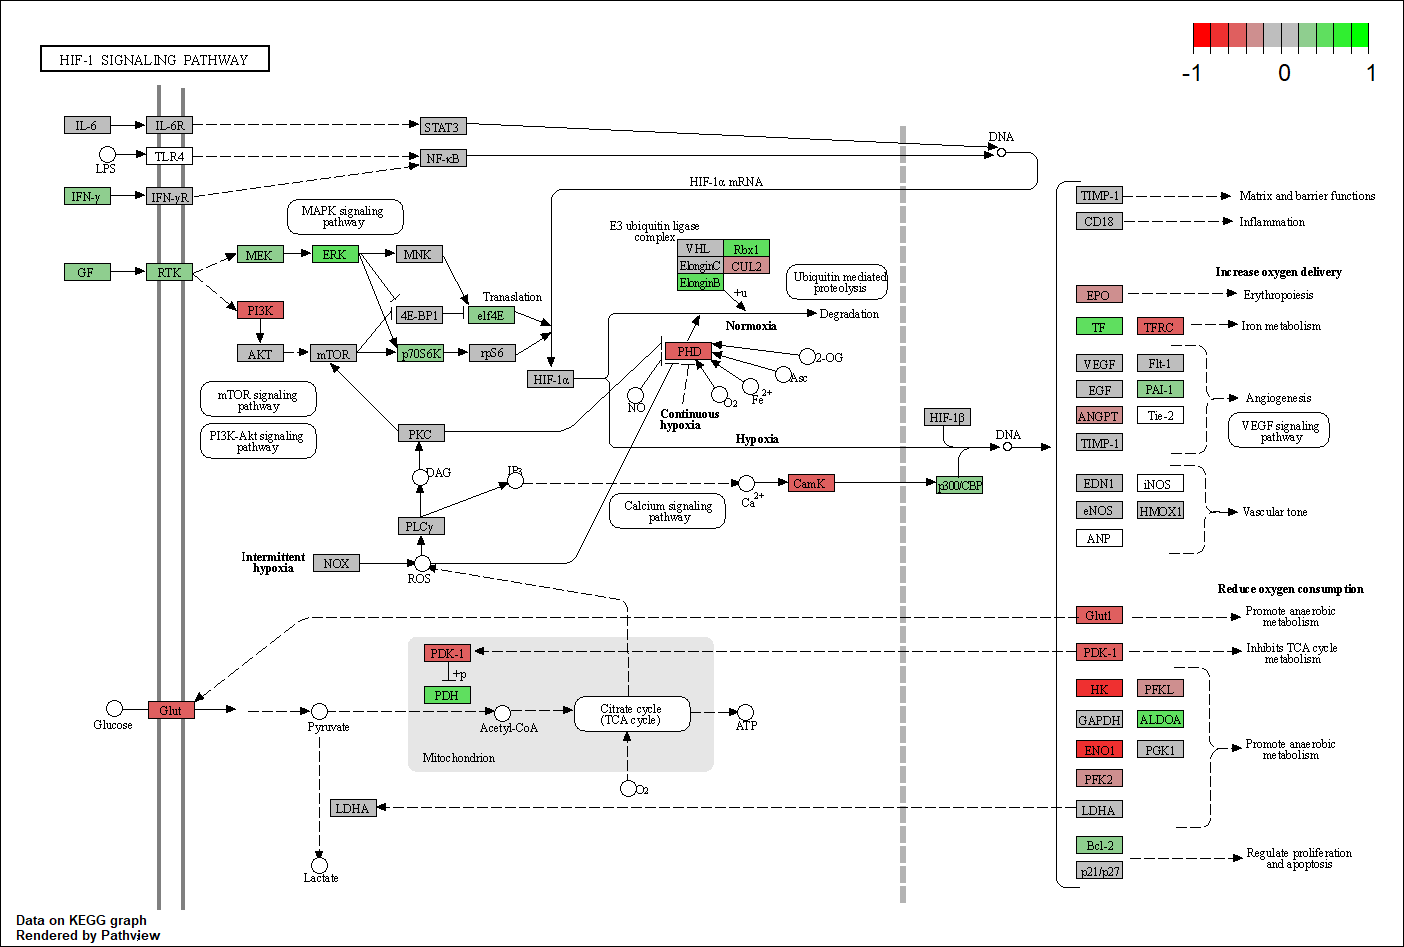 HIF-1 SIGNALING PATHWAY
-1 0 1
IL-6
IL-6R
STAT3
DNA
LPS
TLR4
NF-κB
IFN-γ
IFN-γR
HIF-1α mRNA
MAPK signaling
pathway
E3 ubiquitin ligase
complex
VHL
Rbx1
ElonginC
CUL2
ElonginB
+u
Ubiquitin mediated
proteolysis
GF
RTK
MEK
ERK
MNK
Translation
PI3K
4E-BP1
eIf4E
Normoxia
Degradation
AKT
mTOR
p70S6K
rpS6
HIF-1α
PHD
2-OG
Asc
Fe2+
O2
NO
Continuous
hypoxia
mTOR signaling
pathway
PI3K-Akt signaling
pathway
PKC
Hypoxia
HIF-1β
DNA
DAG
IP3
Ca2+
CamK
p300/CBP
Calcium signaling
pathway
PLCγ
Intermittent
hypoxia
NOX
ROS
TIMP-1
Matrix and barrier functions
CD18
Inflammation
Increase oxygen delivery
EPO
Erythropoiesis
TF
TFRC
Iron metabolism
VEGF
Flt-1
EGF
PAI-1
Angiogenesis
ANGPT
Tie-2
TIMP-1
VEGF signaling
pathway
EDN1
iNOS
eNOS
HMOX1
Vascular tone
ANP
Reduce oxygen consumption
Glut1
Promote anaerobic
metabolism
PDK-1
Inhibits TCA cycle
metabolism
HK
PFKL
GAPDH
ALDOA
ENO1
PGK1
Promote anaerobic
metabolism
PFK2
LDHA
Bcl-2
p21/p27
Regulate proliferation
and apoptosis
PDK-1
+p
PDH
Glucose
Glut
Pyruvate
Acetyl-CoA
Citrate cycle
(TCA cycle)
ATP
Mitochondrion
O2
LDHA
Lactate
Data on KEGG graph
Rendered by Pathview